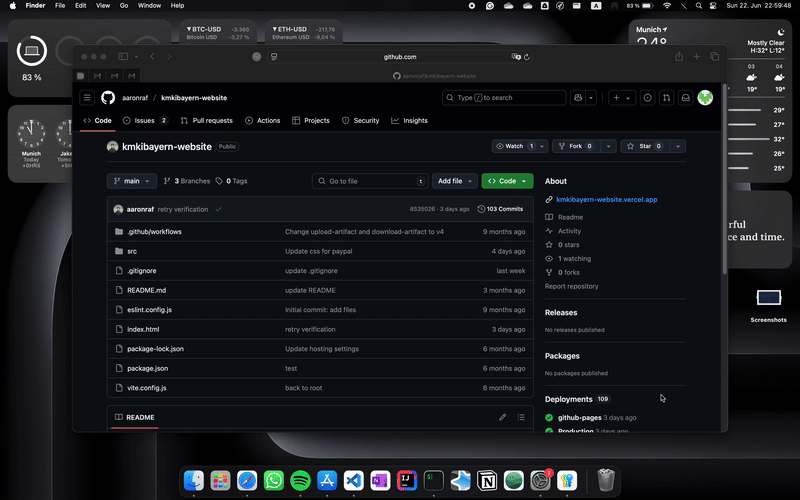 Finder File Edit View Go Window Help
A 83 % Sun 22. Jun 22:59:48
83 %
▼BTC-USD -3.360
Bitcoin USD -3,27 %
▼ETH-USD -217,76
Ethereum USD -9,04 %
Munich
24°
Mostly Clear
H:32° L:12°
03 04
19° 19°
29°
27°
32°
26°
25°
Munich
Today
+0HRS
github.com
aaronraf/kmkibayern-website
aaronraf / kmkibayern-website
Type / to search
Code Issues 2 Pull requests Actions Projects Security Insights
kmkibayern-website Public
Watch 1 Fork 0 Star 0
main 3 Branches 0 Tags Go to file t Add file Code
aaronraf retry verification 8535026 · 3 days ago 103 Commits
.github/workflows Change upload-artifact and download-artifact to v4 9 months ago
src Update css for paypal 4 days ago
.gitignore update .gitignore last week
README.md update README 3 months ago
eslint.config.js Initial commit: add files 9 months ago
index.html retry verification 3 days ago
package-lock.json Update hosting settings 6 months ago
package.json test 6 months ago
vite.config.js back to root 6 months ago
README
About
kmkibayern-website.vercel.app
Readme
Activity
0 stars
1 watching
0 forks
Report repository
Releases
No releases published
Packages
No packages published
Deployments 109
github-pages 3 days ago
Production 3 days ago
rful
ce and time.
Screenshots